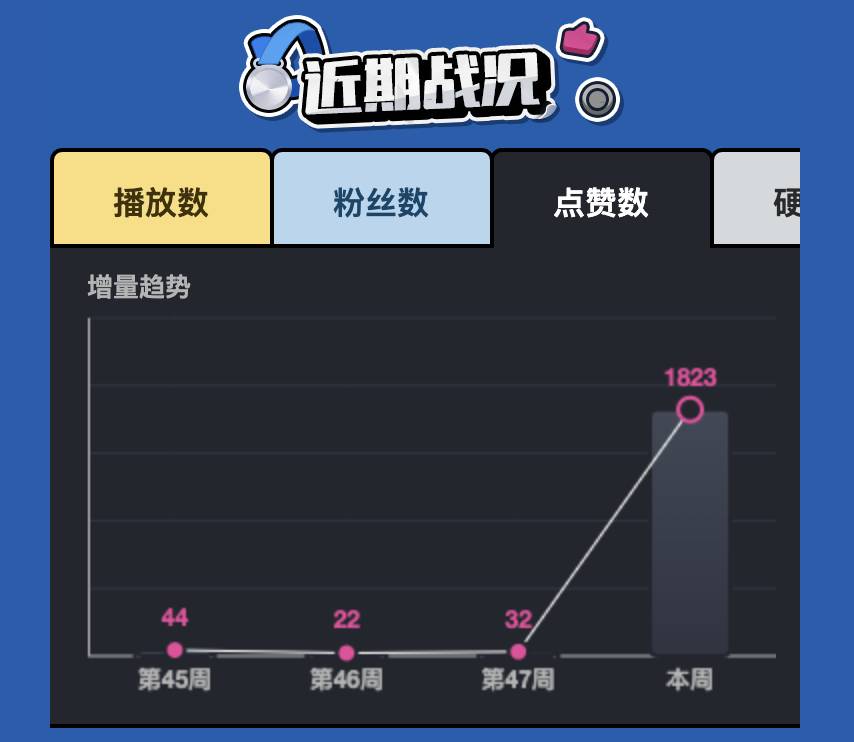 近期战况
播放数 粉丝数 点赞数 硬
增量趋势
1823
44 22 32
第45周 第46周 第47周 本周